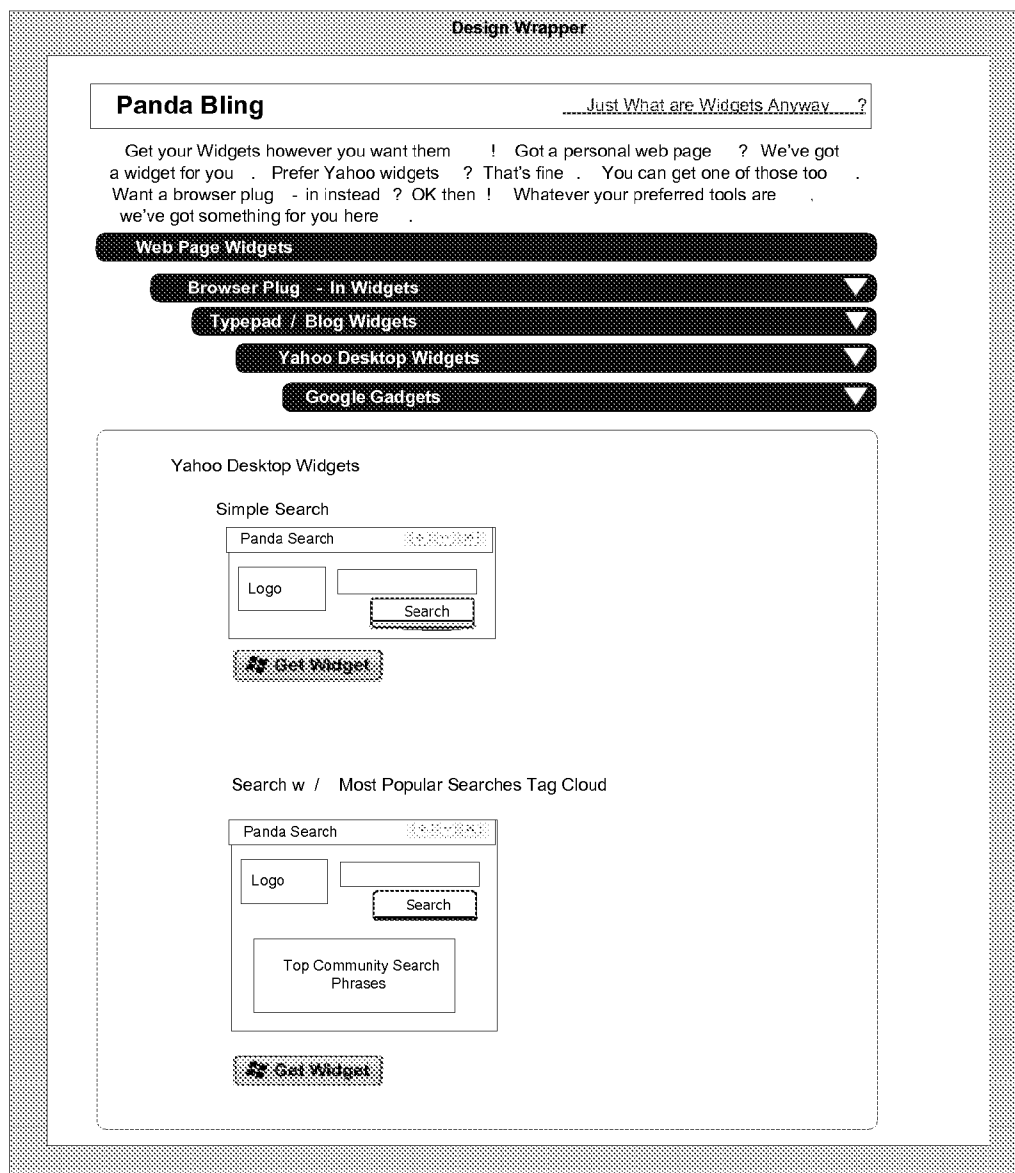 Design Wrapper
Panda Bling
Just What are Widgets Anyway ?
Get your Widgets however you want them ! Got a personal web page ? We've got
a widget for you . Prefer Yahoo widgets ? That's fine . You can get one of those too .
Want a browser plug - in instead ? OK then ! Whatever your preferred tools are ,
we've got something for you here .
Web Page Widgets
Browser Plug - In Widgets
Typepad / Blog Widgets
Yahoo Desktop Widgets
Google Gadgets
Yahoo Desktop Widgets
Simple Search
Panda Search
Logo
Search
Get Widget
Search w / Most Popular Searches Tag Cloud
Panda Search
Logo
Search
Top Community Search
Phrases
Get Widget